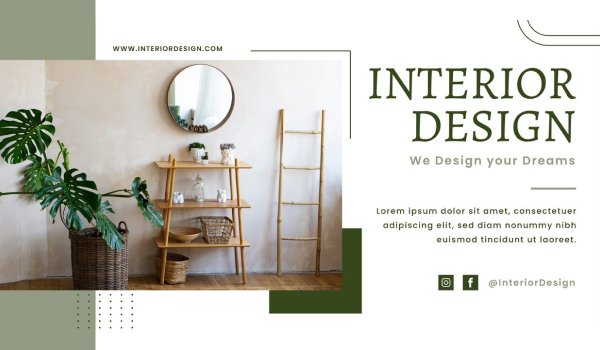 WWW.INTERIORDESIGN.COM
INTERIOR
DESIGN
We Design your Dreams
Lorem ipsum dolor sit amet, consectetuer
adipiscing elit, sed diam nonummy nibh
euismod tincidunt ut laoreet.
@InteriorDesign